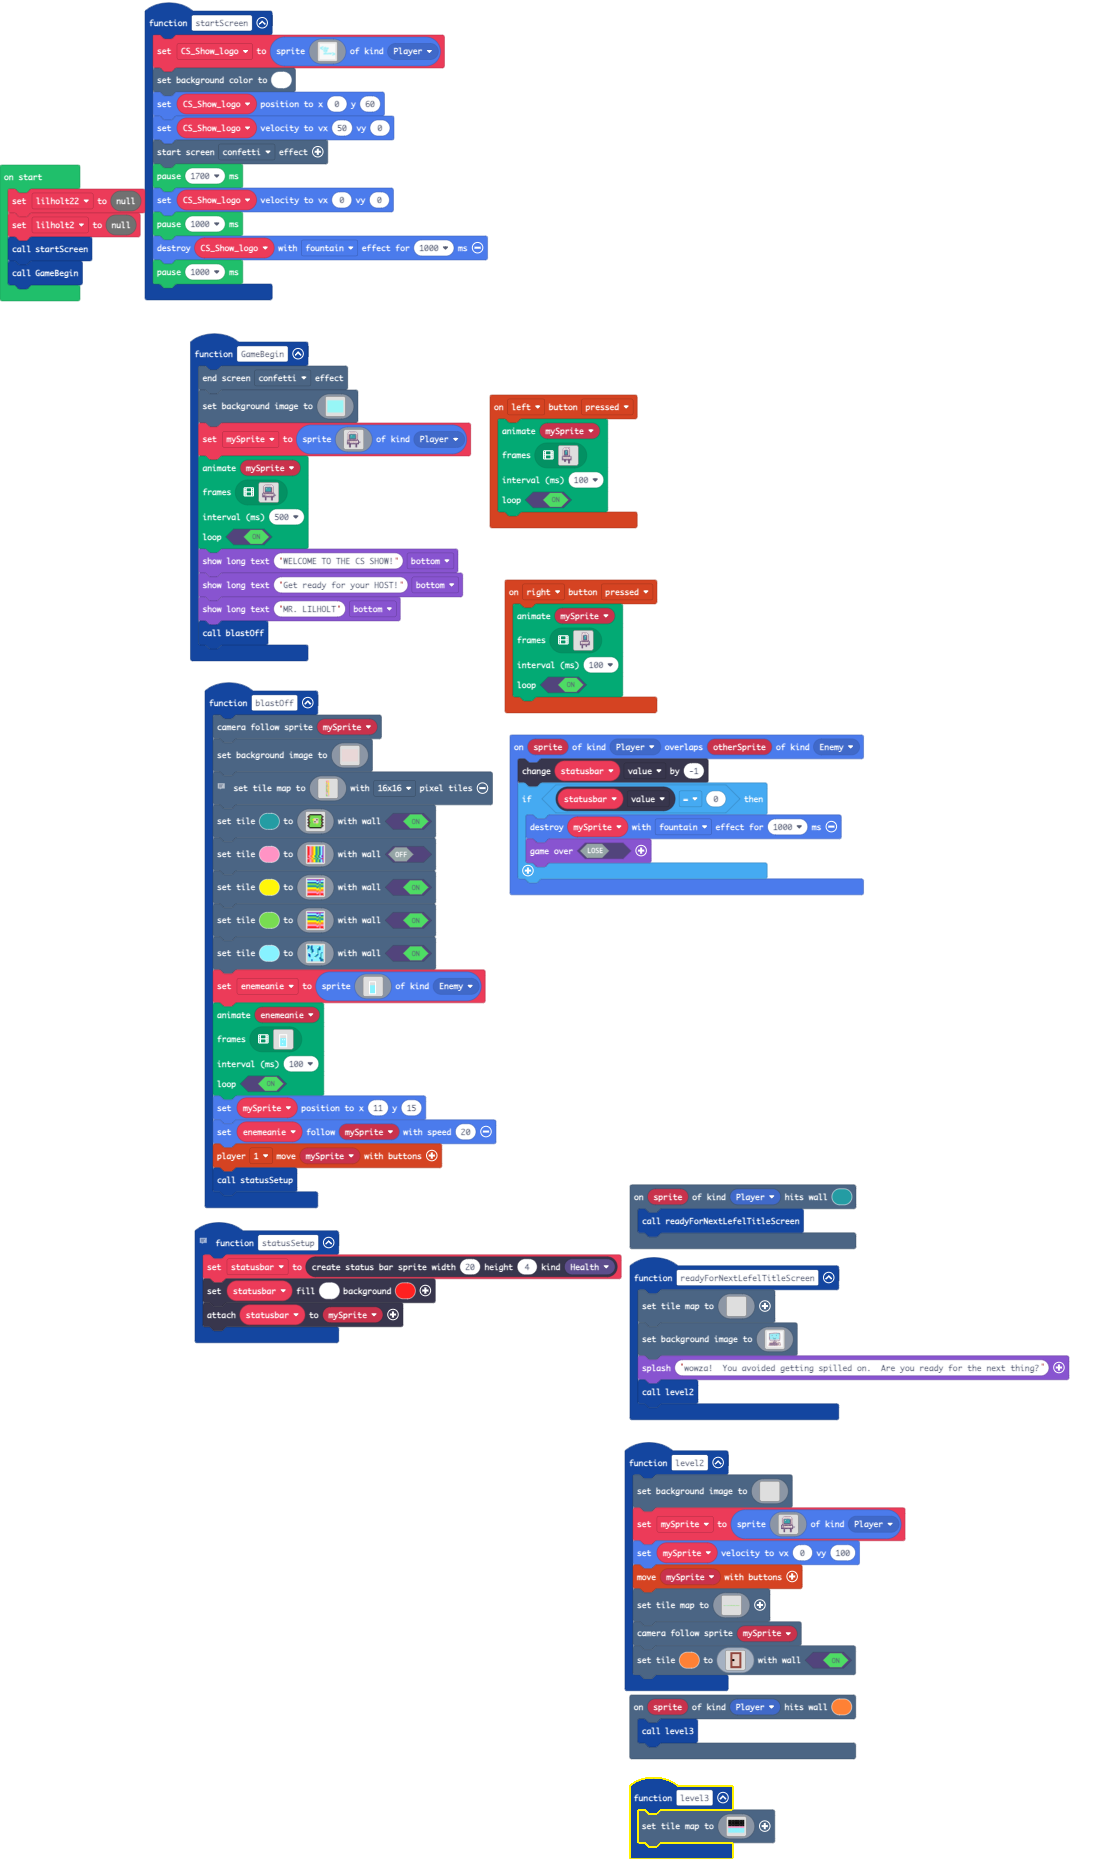 function startScreen
set CS_Show_logo to sprite of kind Player
set background color to
set CS_Show_logo position to x 0 y 60
set CS_Show_logo velocity to vx 50 vy 0
start screen confetti effect
pause 1700 ms
set CS_Show_logo velocity to vx 0 vy 0
pause 1000 ms
destroy CS_Show_logo with fountain effect for 1000 ms
pause 1000 ms
on start
set lilholt22 to null
set lilholt2 to null
call startScreen
call GameBegin
function GameBegin
end screen confetti effect
set background image to
set mySprite to sprite of kind Player
animate mySprite
frames
interval (ms) 500
loop ON
show long text "WELCOME TO THE CS SHOW!" bottom
show long text "Get ready for your HOST!" bottom
show long text "MR. LILHOLT" bottom
call blastOff
on left button pressed
animate mySprite
frames
interval (ms) 100
loop ON
on right button pressed
animate mySprite
frames
interval (ms) 100
loop ON
function blastOff
camera follow sprite mySprite
set background image to
set tile map to with 16x16 pixel tiles
set tile to with wall ON
set tile to with wall OFF
set tile to with wall ON
set tile to with wall ON
set tile to with wall ON
set enemeanie to sprite of kind Enemy
animate enemeanie
frames
interval (ms) 100
loop ON
set mySprite position to x 11 y 15
set enemeanie follow mySprite with speed 20
player 1 move mySprite with buttons
call statusSetup
on sprite of kind Player overlaps otherSprite of kind Enemy
change statusbar value by -1
if statusbar value = 0 then
destroy mySprite with fountain effect for 1000 ms
game over LOSE
function statusSetup
set statusbar to create status bar sprite width 20 height 4 kind Health
set statusbar fill background
attach statusbar to mySprite
on sprite of kind Player hits wall
call readyForNextLefelTitleScreen
function readyForNextLefelTitleScreen
set tile map to
set background image to
splash "wowza! You avoided getting spilled on. Are you ready for the next thing?"
call level2
function level2
set background image to
set mySprite to sprite of kind Player
set mySprite velocity to vx 0 vy 100
move mySprite with buttons
set tile map to
camera follow sprite mySprite
set tile to with wall ON
on sprite of kind Player hits wall
call level3
function level3
set tile map to